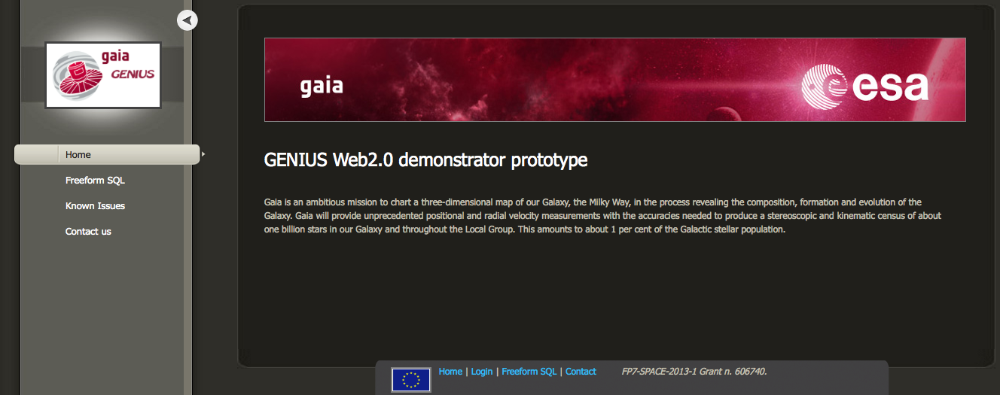 gaia
GENIUS
Home
Freeform SQL
Known Issues
Contact us
gaia
esa
GENIUS Web2.0 demonstrator prototype
Gaia is an ambitious mission to chart a three-dimensional map of our Galaxy, the Milky Way, in the process revealing the composition, formation and evolution of the
Galaxy. Gaia will provide unprecedented positional and radial velocity measurements with the accuracies needed to produce a stereoscopic and kinematic census of about
one billion stars in our Galaxy and throughout the Local Group. This amounts to about 1 per cent of the Galactic stellar population.
Home | Login | Freeform SQL | Contact FP7-SPACE-2013-1 Grant n. 606740.